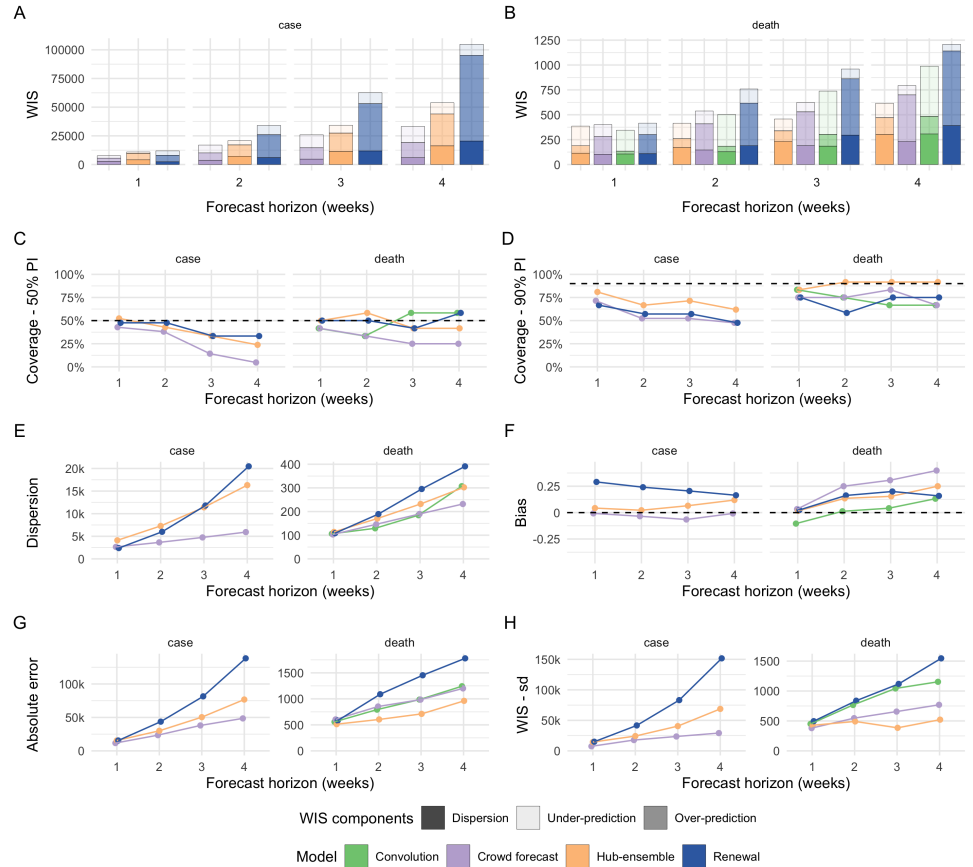 A
case
WIS
100000
75000
50000
25000
0
1 2 3 4
Forecast horizon (weeks)
B
death
WIS
1250
1000
750
500
250
0
1 2 3 4
Forecast horizon (weeks)
C
case death
Coverage - 50% PI
100%
75%
50%
25%
0%
1 2 3 4 1 2 3 4
Forecast horizon (weeks)
D
case death
Coverage - 90% PI
100%
75%
50%
25%
0%
1 2 3 4 1 2 3 4
Forecast horizon (weeks)
E
case death
Dispersion
20k
15k
10k
5k
0
400
300
200
100
0
1 2 3 4 1 2 3 4
Forecast horizon (weeks)
F
case death
Bias
0.25
0
-0.25
1 2 3 4 1 2 3 4
Forecast horizon (weeks)
G
case death
Absolute error
100k
50k
0
1500
1000
500
0
1 2 3 4 1 2 3 4
Forecast horizon (weeks)
H
case death
WIS - sd
150k
100k
50k
0
1500
1000
500
0
1 2 3 4 1 2 3 4
Forecast horizon (weeks)
WIS components Dispersion Under-prediction Over-prediction
Model Convolution Crowd forecast Hub-ensemble Renewal